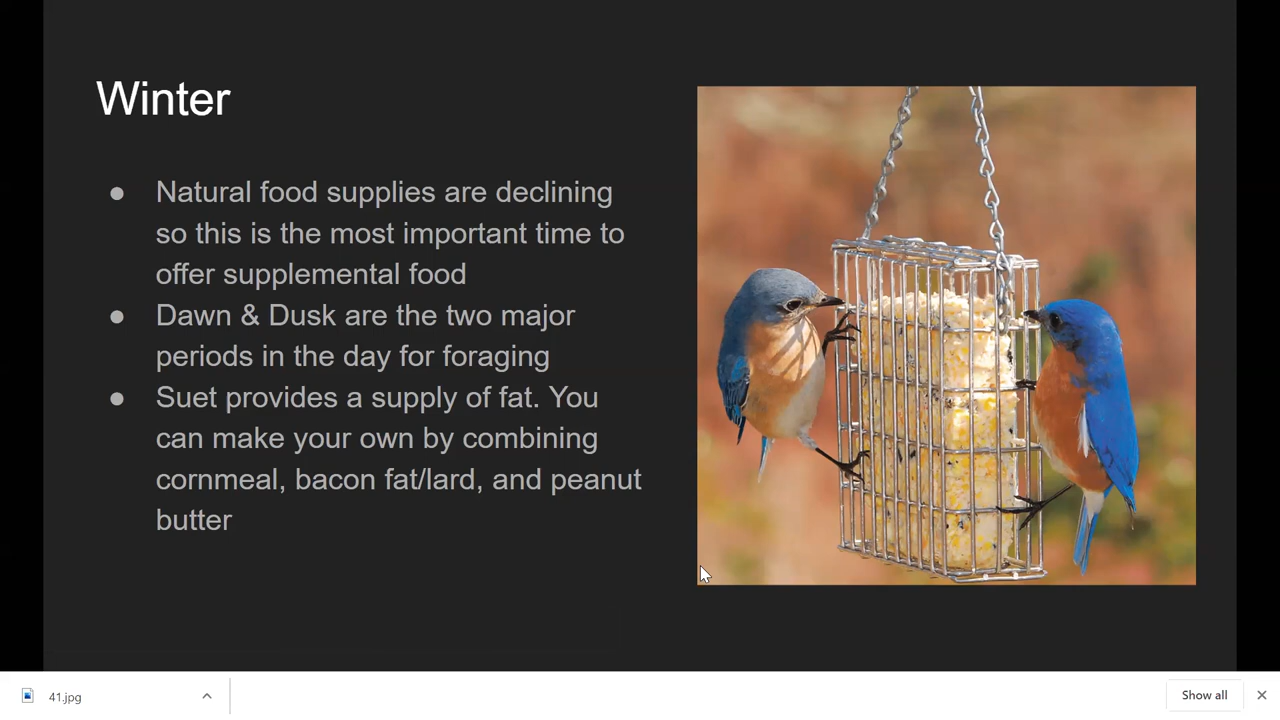 Winter
● Natural food supplies are declining
so this is the most important time to
offer supplemental food
● Dawn & Dusk are the two major
periods in the day for foraging
● Suet provides a supply of fat. You
can make your own by combining
cornmeal, bacon fat/lard, and peanut
butter
41.jpg
Show all